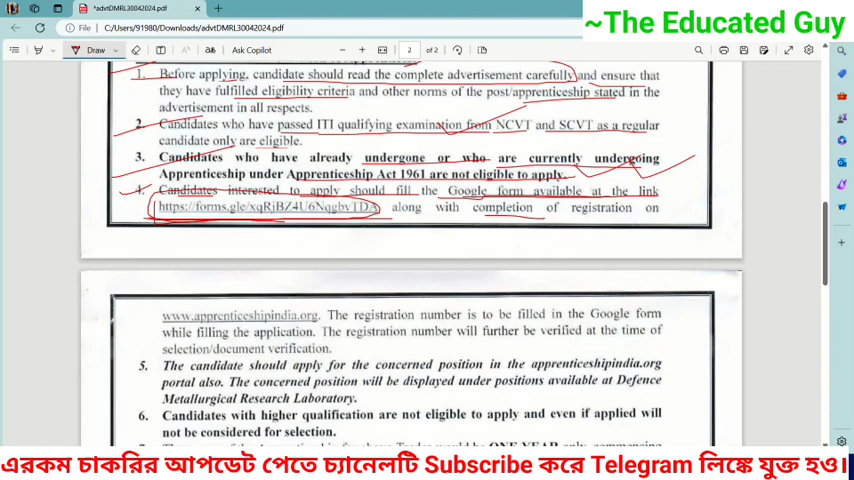 *advtDMRL30042024.pdf
~The Educated Guy
File C:/Users/91980/Downloads/advtDMRL30042024.pdf
Draw Ask Copilot 2 of 2
1. Before applying, candidate should read the complete advertisement carefully and ensure that
they have fulfilled eligibility criteria and other norms of the post/apprenticeship stated in the
advertisement in all respects.
2. Candidates who have passed ITI qualifying examination from NCVT and SCVT as a regular
candidate only are eligible.
3. Candidates who have already undergone or who are currently undergoing
Apprenticeship under Apprenticeship Act 1961 are not eligible to apply.
4. Candidates interested to apply should fill the Google form available at the link
https://forms.gle/xqRjBZ4U6NqgbvTDA along with completion of registration on
www.apprenticeshipindia.org. The registration number is to be filled in the Google form
while filling the application. The registration number will further be verified at the time of
selection/document verification.
5. The candidate should apply for the concerned position in the apprenticeshipindia.org
portal also. The concerned position will be displayed under positions available at Defence
Metallurgical Research Laboratory.
6. Candidates with higher qualification are not eligible to apply and even if applied will
not be considered for selection.
এরকম চাকরির আপডেট পেতে চ্যানেলটি Subscribe করে Telegram লিঙ্কে যুক্ত হও।